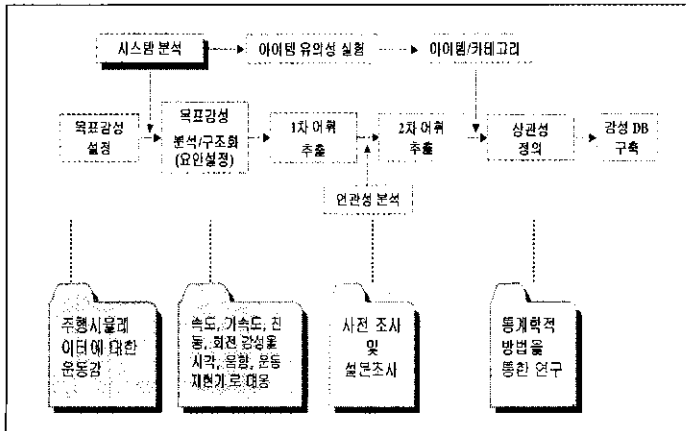 시스템 분석
아이템 유의성 실험
아이템/카테고리
목표감성
설정
목표감성
분석/구조화
(요인설정)
1차 어휘
추출
2차 어휘
추출
상관성
정의
감성 DB
구축
연관성 분석
주행시뮬레
이터에 대한
운동감
속도, 가속도, 진
동, 회전 감성을
시각, 음향, 운동
재현기로 대응
사전 조사
및
설문조사
통계학적
방법을
통한 연구